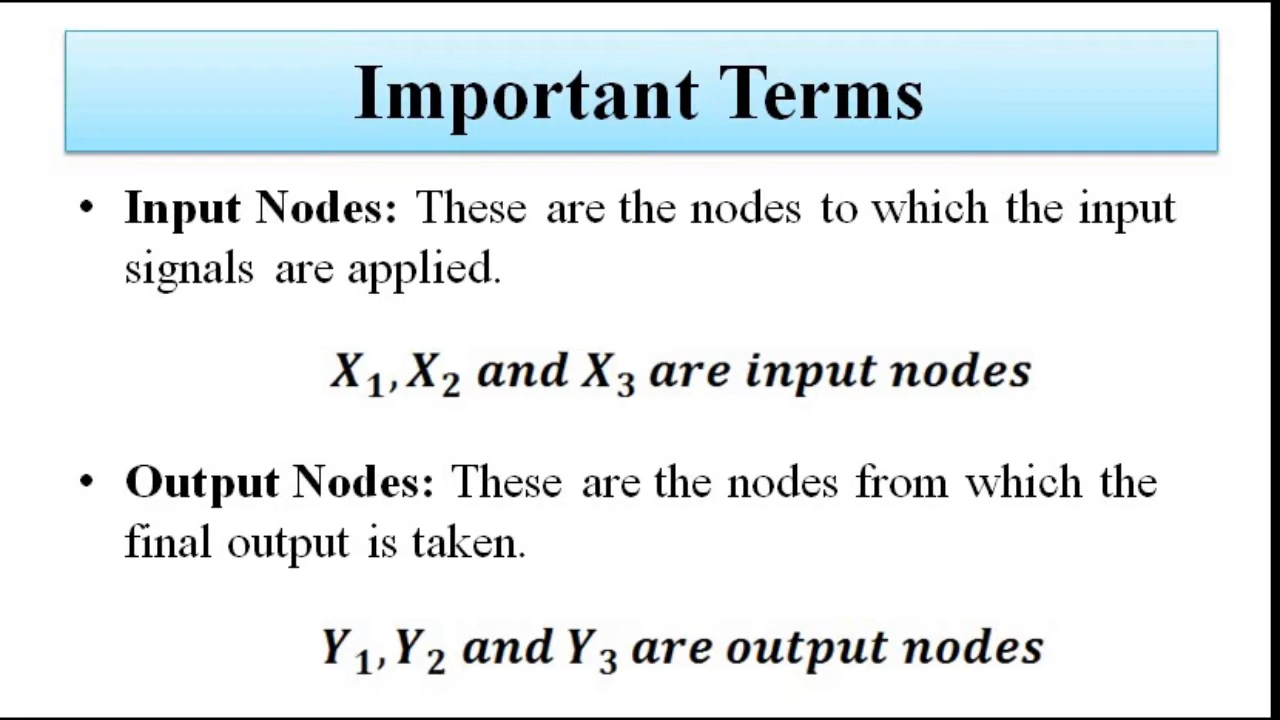 Important Terms
• Input Nodes: These are the nodes to which the input
signals are applied.
X₁, X₂ and X₃ are input nodes
• Output Nodes: These are the nodes from which the
final output is taken.
Y₁, Y₂ and Y₃ are output nodes